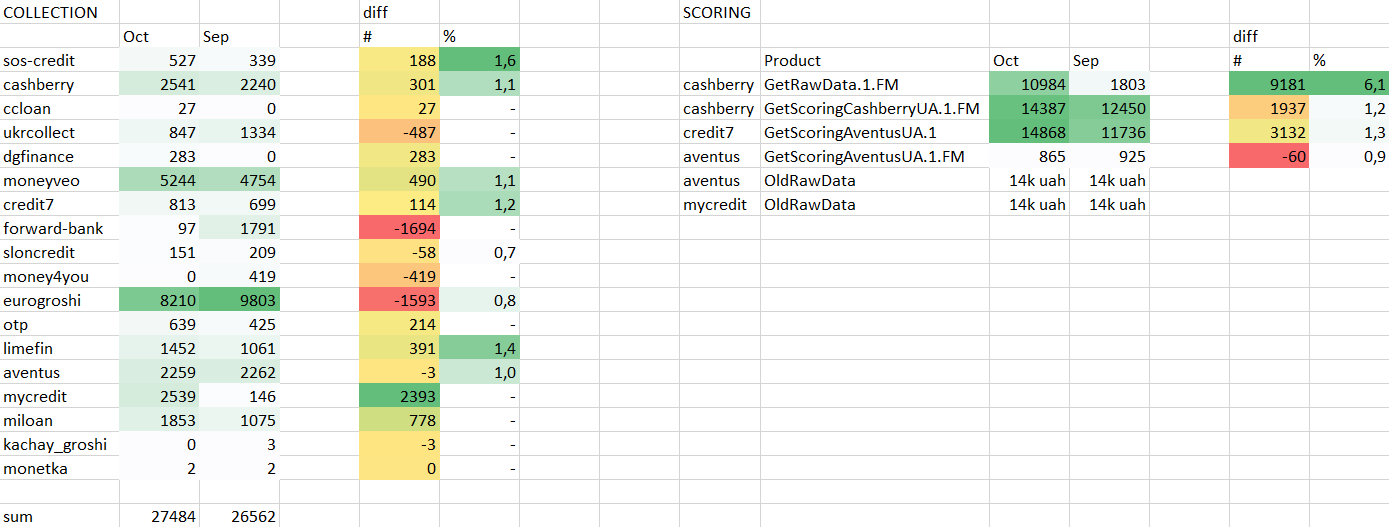 COLLECTION diff SCORING
Oct Sep # % diff
sos-credit 527 339 188 1,6 Product Oct Sep # %
cashberry 2541 2240 301 1,1 cashberry GetRawData.1.FM 10984 1803 9181 6,1
ccloan 27 0 27 - cashberry GetScoringCashberryUA.1.FM 14387 12450 1937 1,2
ukrcollect 847 1334 -487 - credit7 GetScoringAventusUA.1 14868 11736 3132 1,3
dgfinance 283 0 283 - aventus GetScoringAventusUA.1.FM 865 925 -60 0,9
moneyveo 5244 4754 490 1,1 aventus OldRawData 14k uah 14k uah
credit7 813 699 114 1,2 mycredit OldRawData 14k uah 14k uah
forward-bank 97 1791 -1694 -
sloncredit 151 209 -58 0,7
money4you 0 419 -419 -
eurogroshi 8210 9803 -1593 0,8
otp 639 425 214 -
limefin 1452 1061 391 1,4
aventus 2259 2262 -3 1,0
mycredit 2539 146 2393 -
miloan 1853 1075 778 -
kachay_groshi 0 3 -3 -
monetka 2 2 0 -
sum 27484 26562